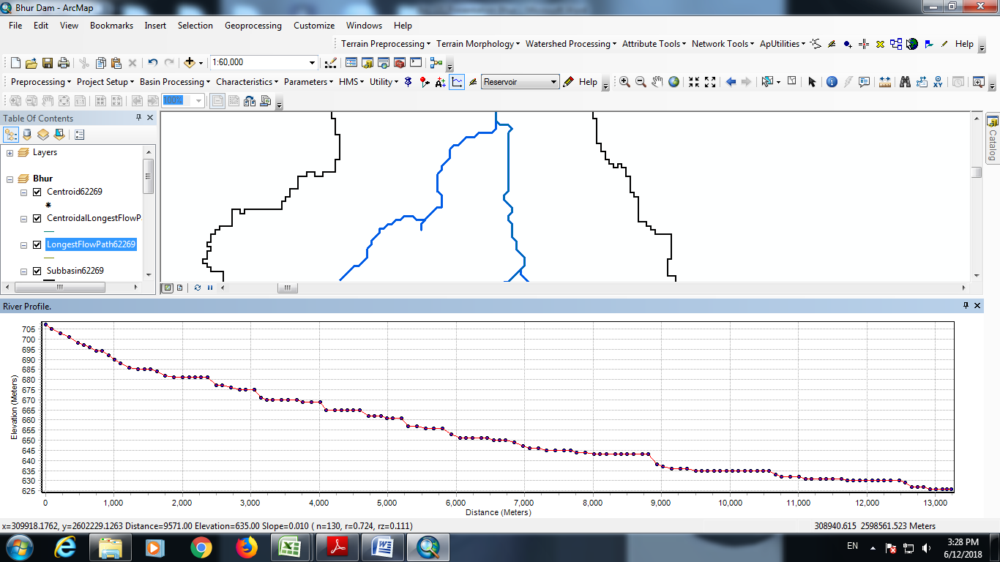 Bhur Dam - ArcMap
File Edit View Bookmarks Insert Selection Geoprocessing Customize Windows Help
Terrain Preprocessing Terrain Morphology Watershed Processing Attribute Tools Network Tools ApUtilities Help
1:60,000
Preprocessing Project Setup Basin Processing Characteristics Parameters HMS Utility Reservoir Help
100%
Table Of Contents
Layers
Bhur
Centroid62269
CentroidalLongestFlowP
LongestFlowPath62269
Subbasin62269
Catalog
River Profile.
Elevation (Meters)
705
700
695
690
685
680
675
670
665
660
655
650
645
640
635
630
625
0 1,000 2,000 3,000 4,000 5,000 6,000 7,000 8,000 9,000 10,000 11,000 12,000 13,000
Distance (Meters)
x=309918.1762, y=2602229.1263 Distance=9571.00 Elevation=635.00 Slope=0.010 ( n=130, r=0.724, rz=0.111)
308940.615 2598561.523 Meters
EN
3:28 PM
6/12/2018